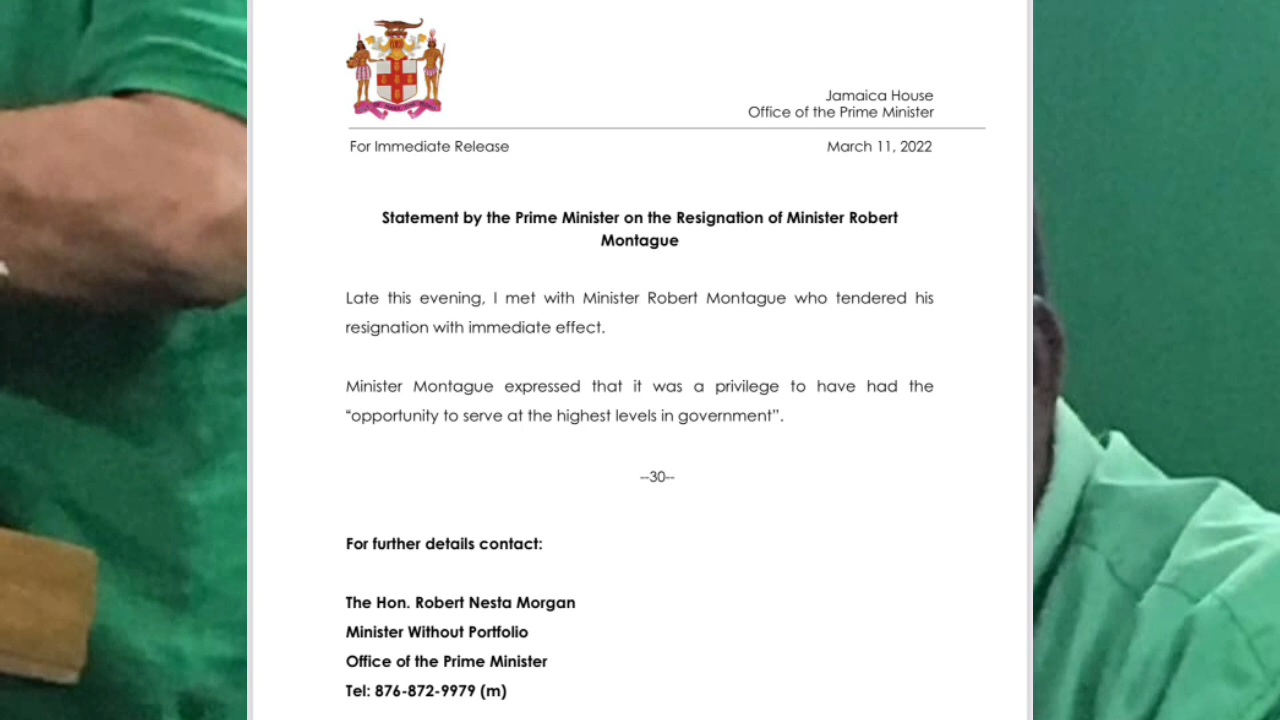 Jamaica House
Office of the Prime Minister
For Immediate Release
March 11, 2022
Statement by the Prime Minister on the Resignation of Minister Robert
Montague
Late this evening, I met with Minister Robert Montague who tendered his
resignation with immediate effect.
Minister Montague expressed that it was a privilege to have had the
“opportunity to serve at the highest levels in government”.
--30--
For further details contact:
The Hon. Robert Nesta Morgan
Minister Without Portfolio
Office of the Prime Minister
Tel: 876-872-9979 (m)